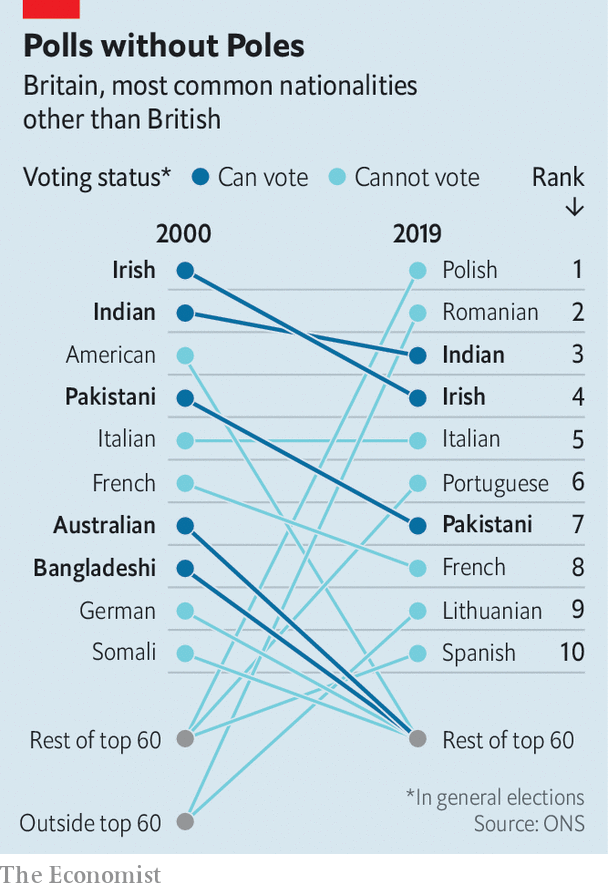 Polls without Poles
Britain, most common nationalities
other than British
Voting status* Can vote Cannot vote Rank
↓
2000 2019
Irish Polish 1
Indian Romanian 2
American Indian 3
Pakistani Irish 4
Italian Italian 5
French Portuguese 6
Australian Pakistani 7
Bangladeshi French 8
German Lithuanian 9
Somali Spanish 10
Rest of top 60 Rest of top 60
*In general elections
Outside top 60 Source: ONS
The Economist